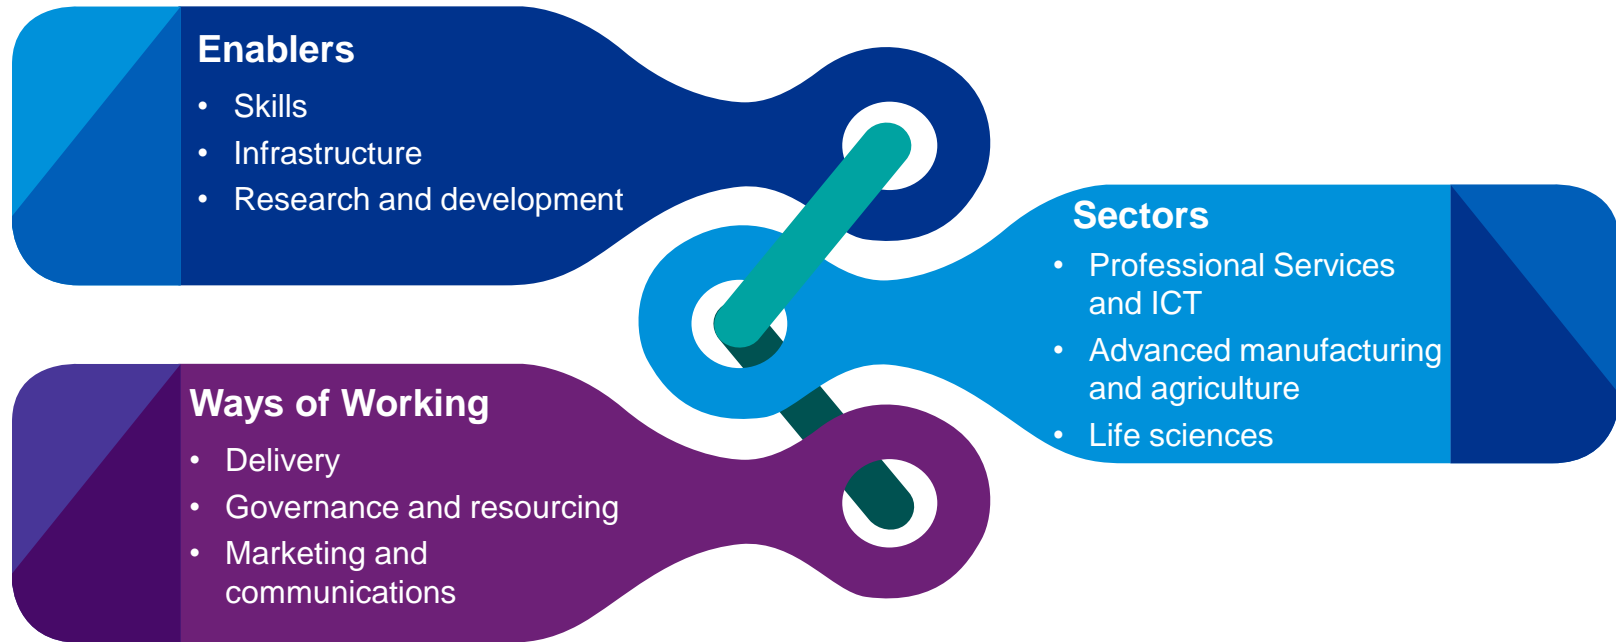 Enablers
• Skills
• Infrastructure
• Research and development
Sectors
• Professional Services
and ICT
• Advanced manufacturing
and agriculture
• Life sciences
Ways of Working
• Delivery
• Governance and resourcing
• Marketing and
communications